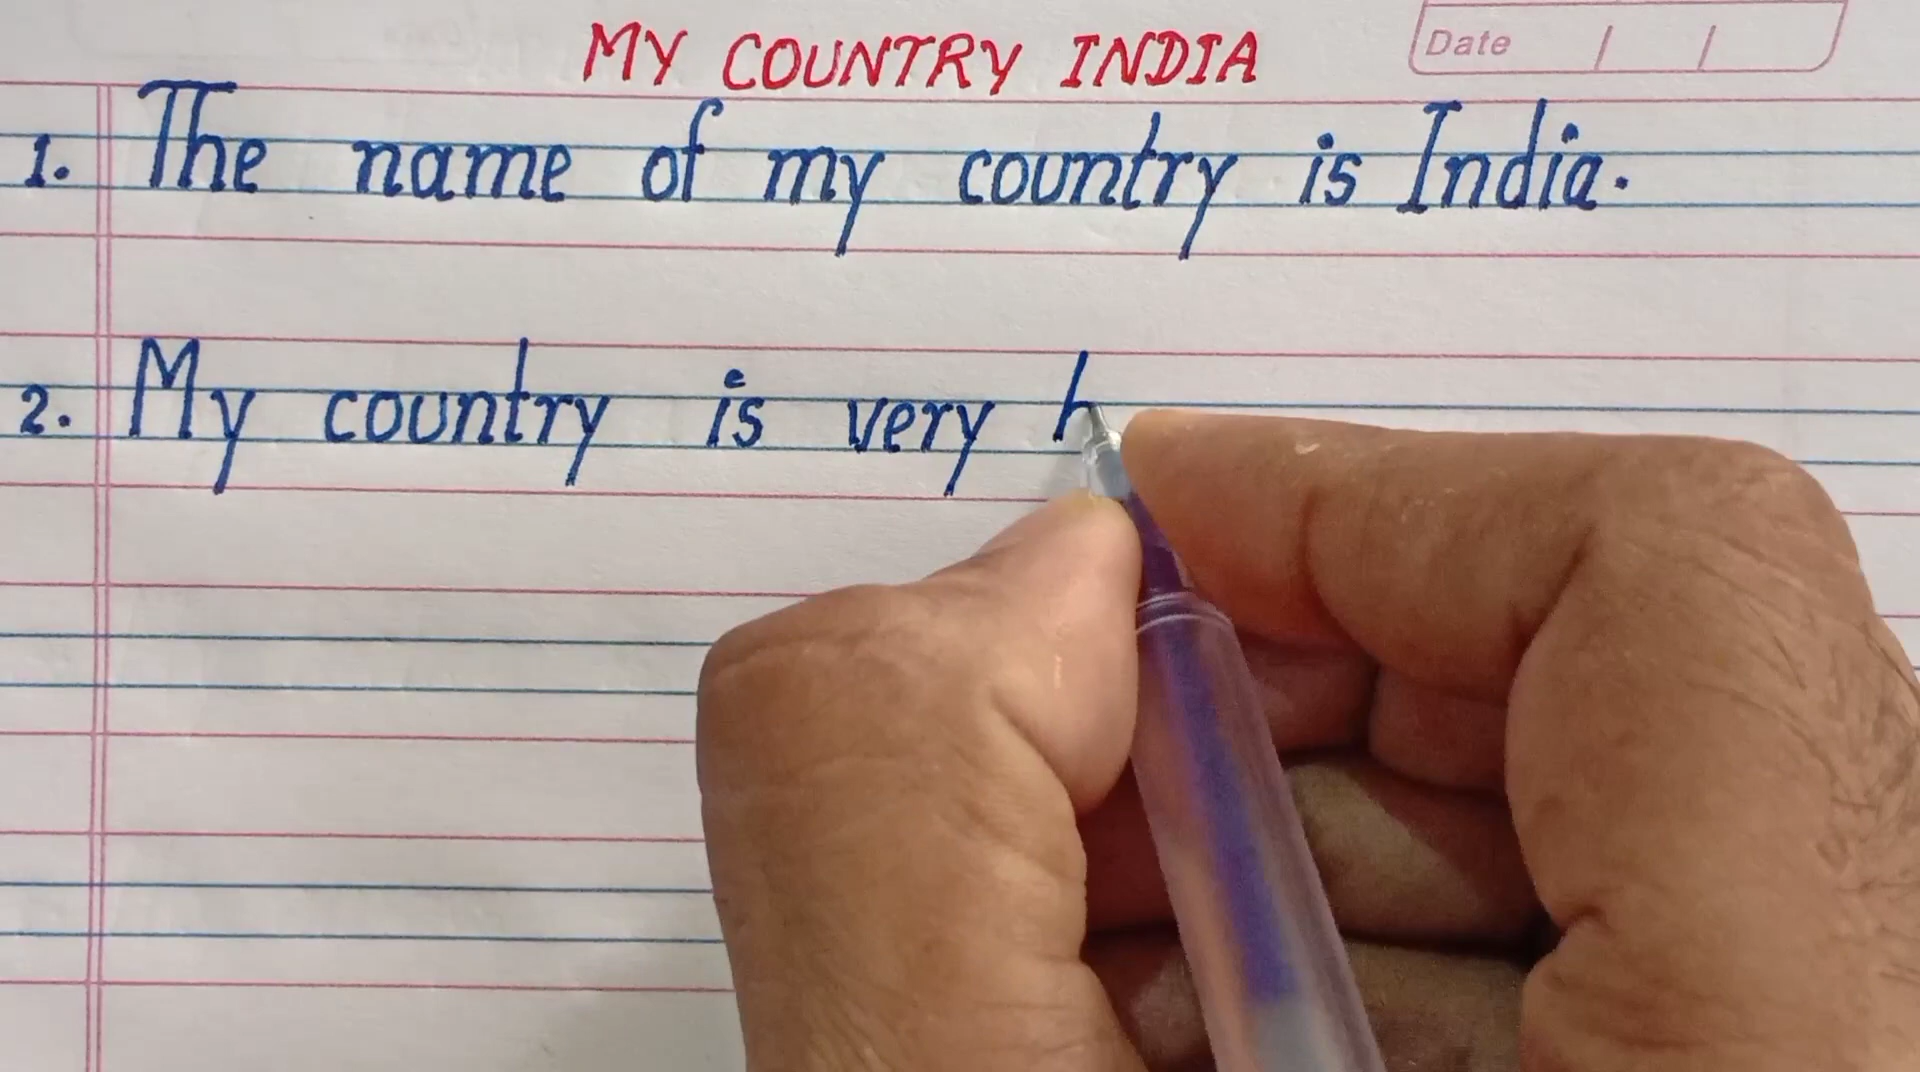 MY COUNTRY INDIA
Date / /
1. The name of my country is India.
2. My country is very h